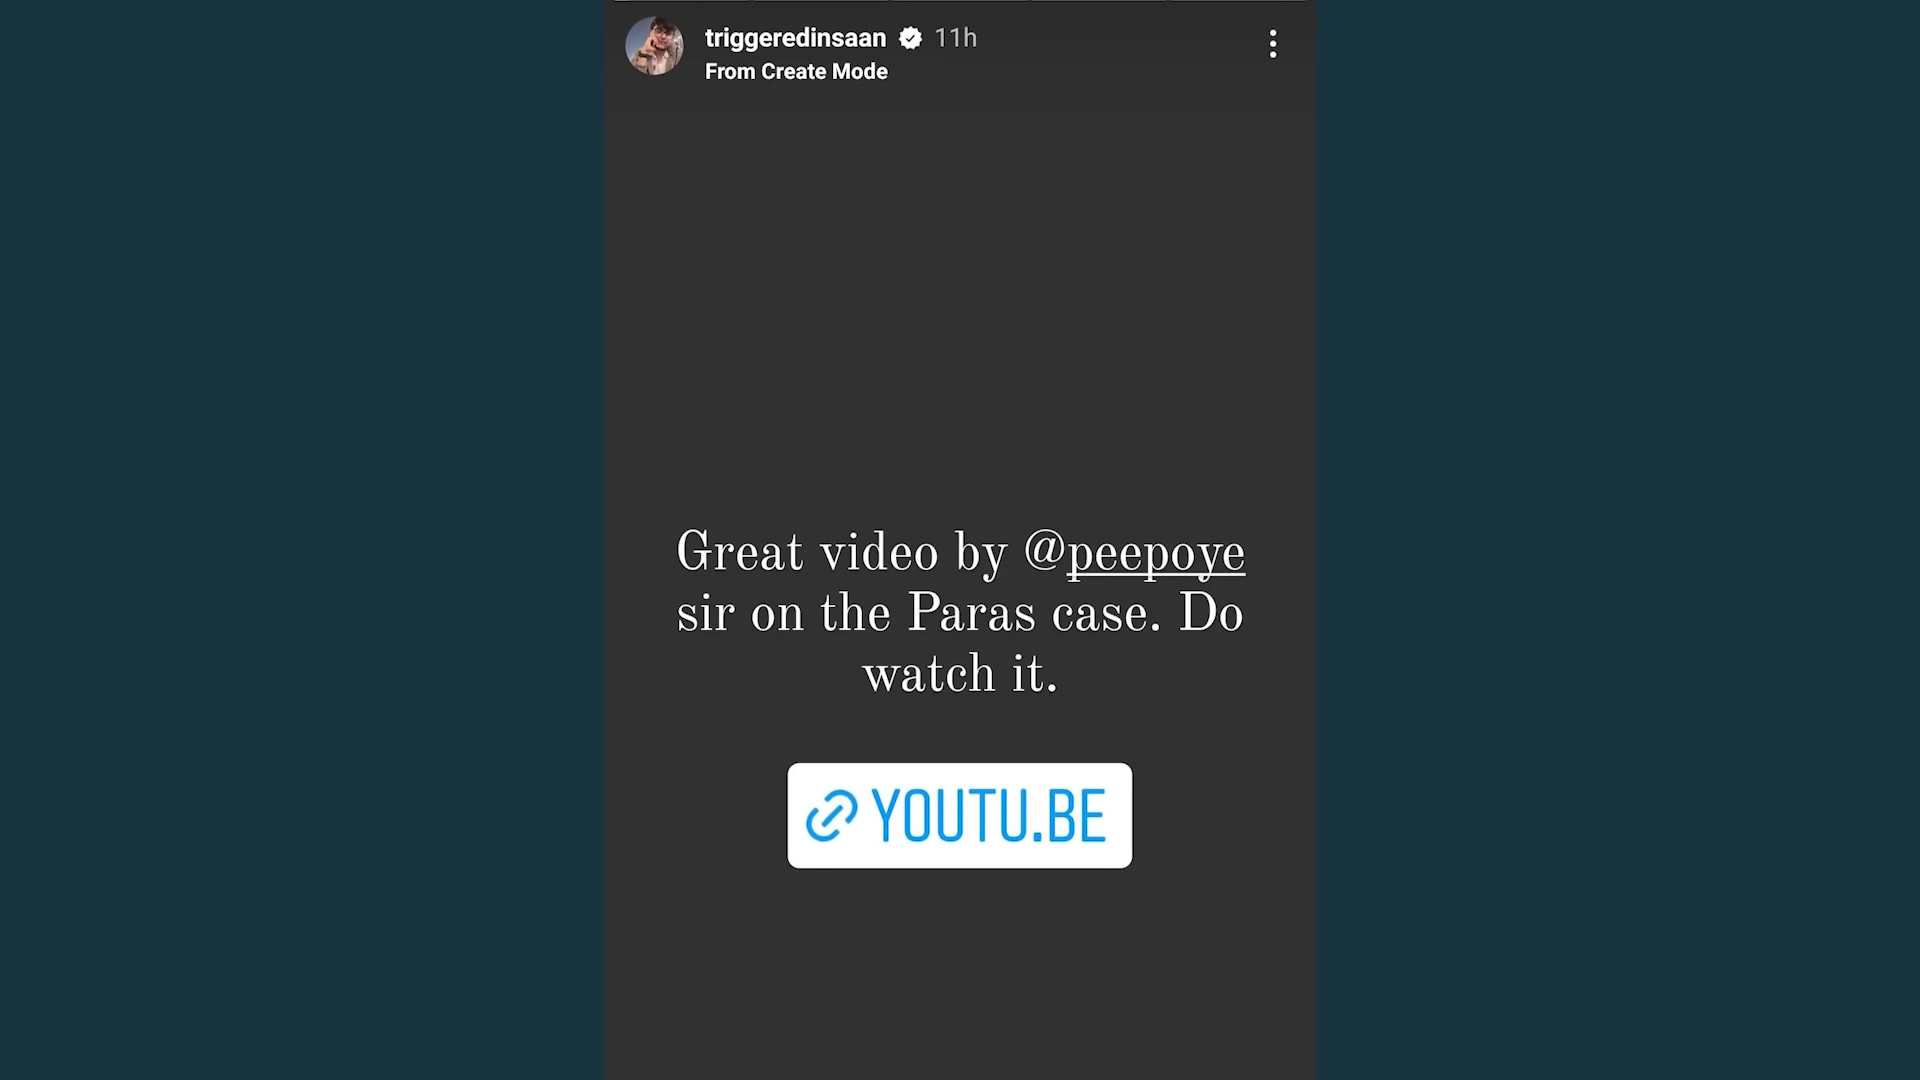 triggeredinsaan 11h
From Create Mode
Great video by @peepoye
sir on the Paras case. Do
watch it.
YOUTU.BE